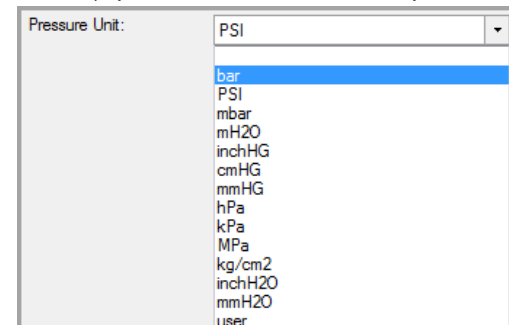 Pressure Unit:
PSI
bar
PSI
mbar
mH2O
inchHG
cmHG
mmHG
hPa
kPa
MPa
kg/cm2
inchH2O
mmH2O
user